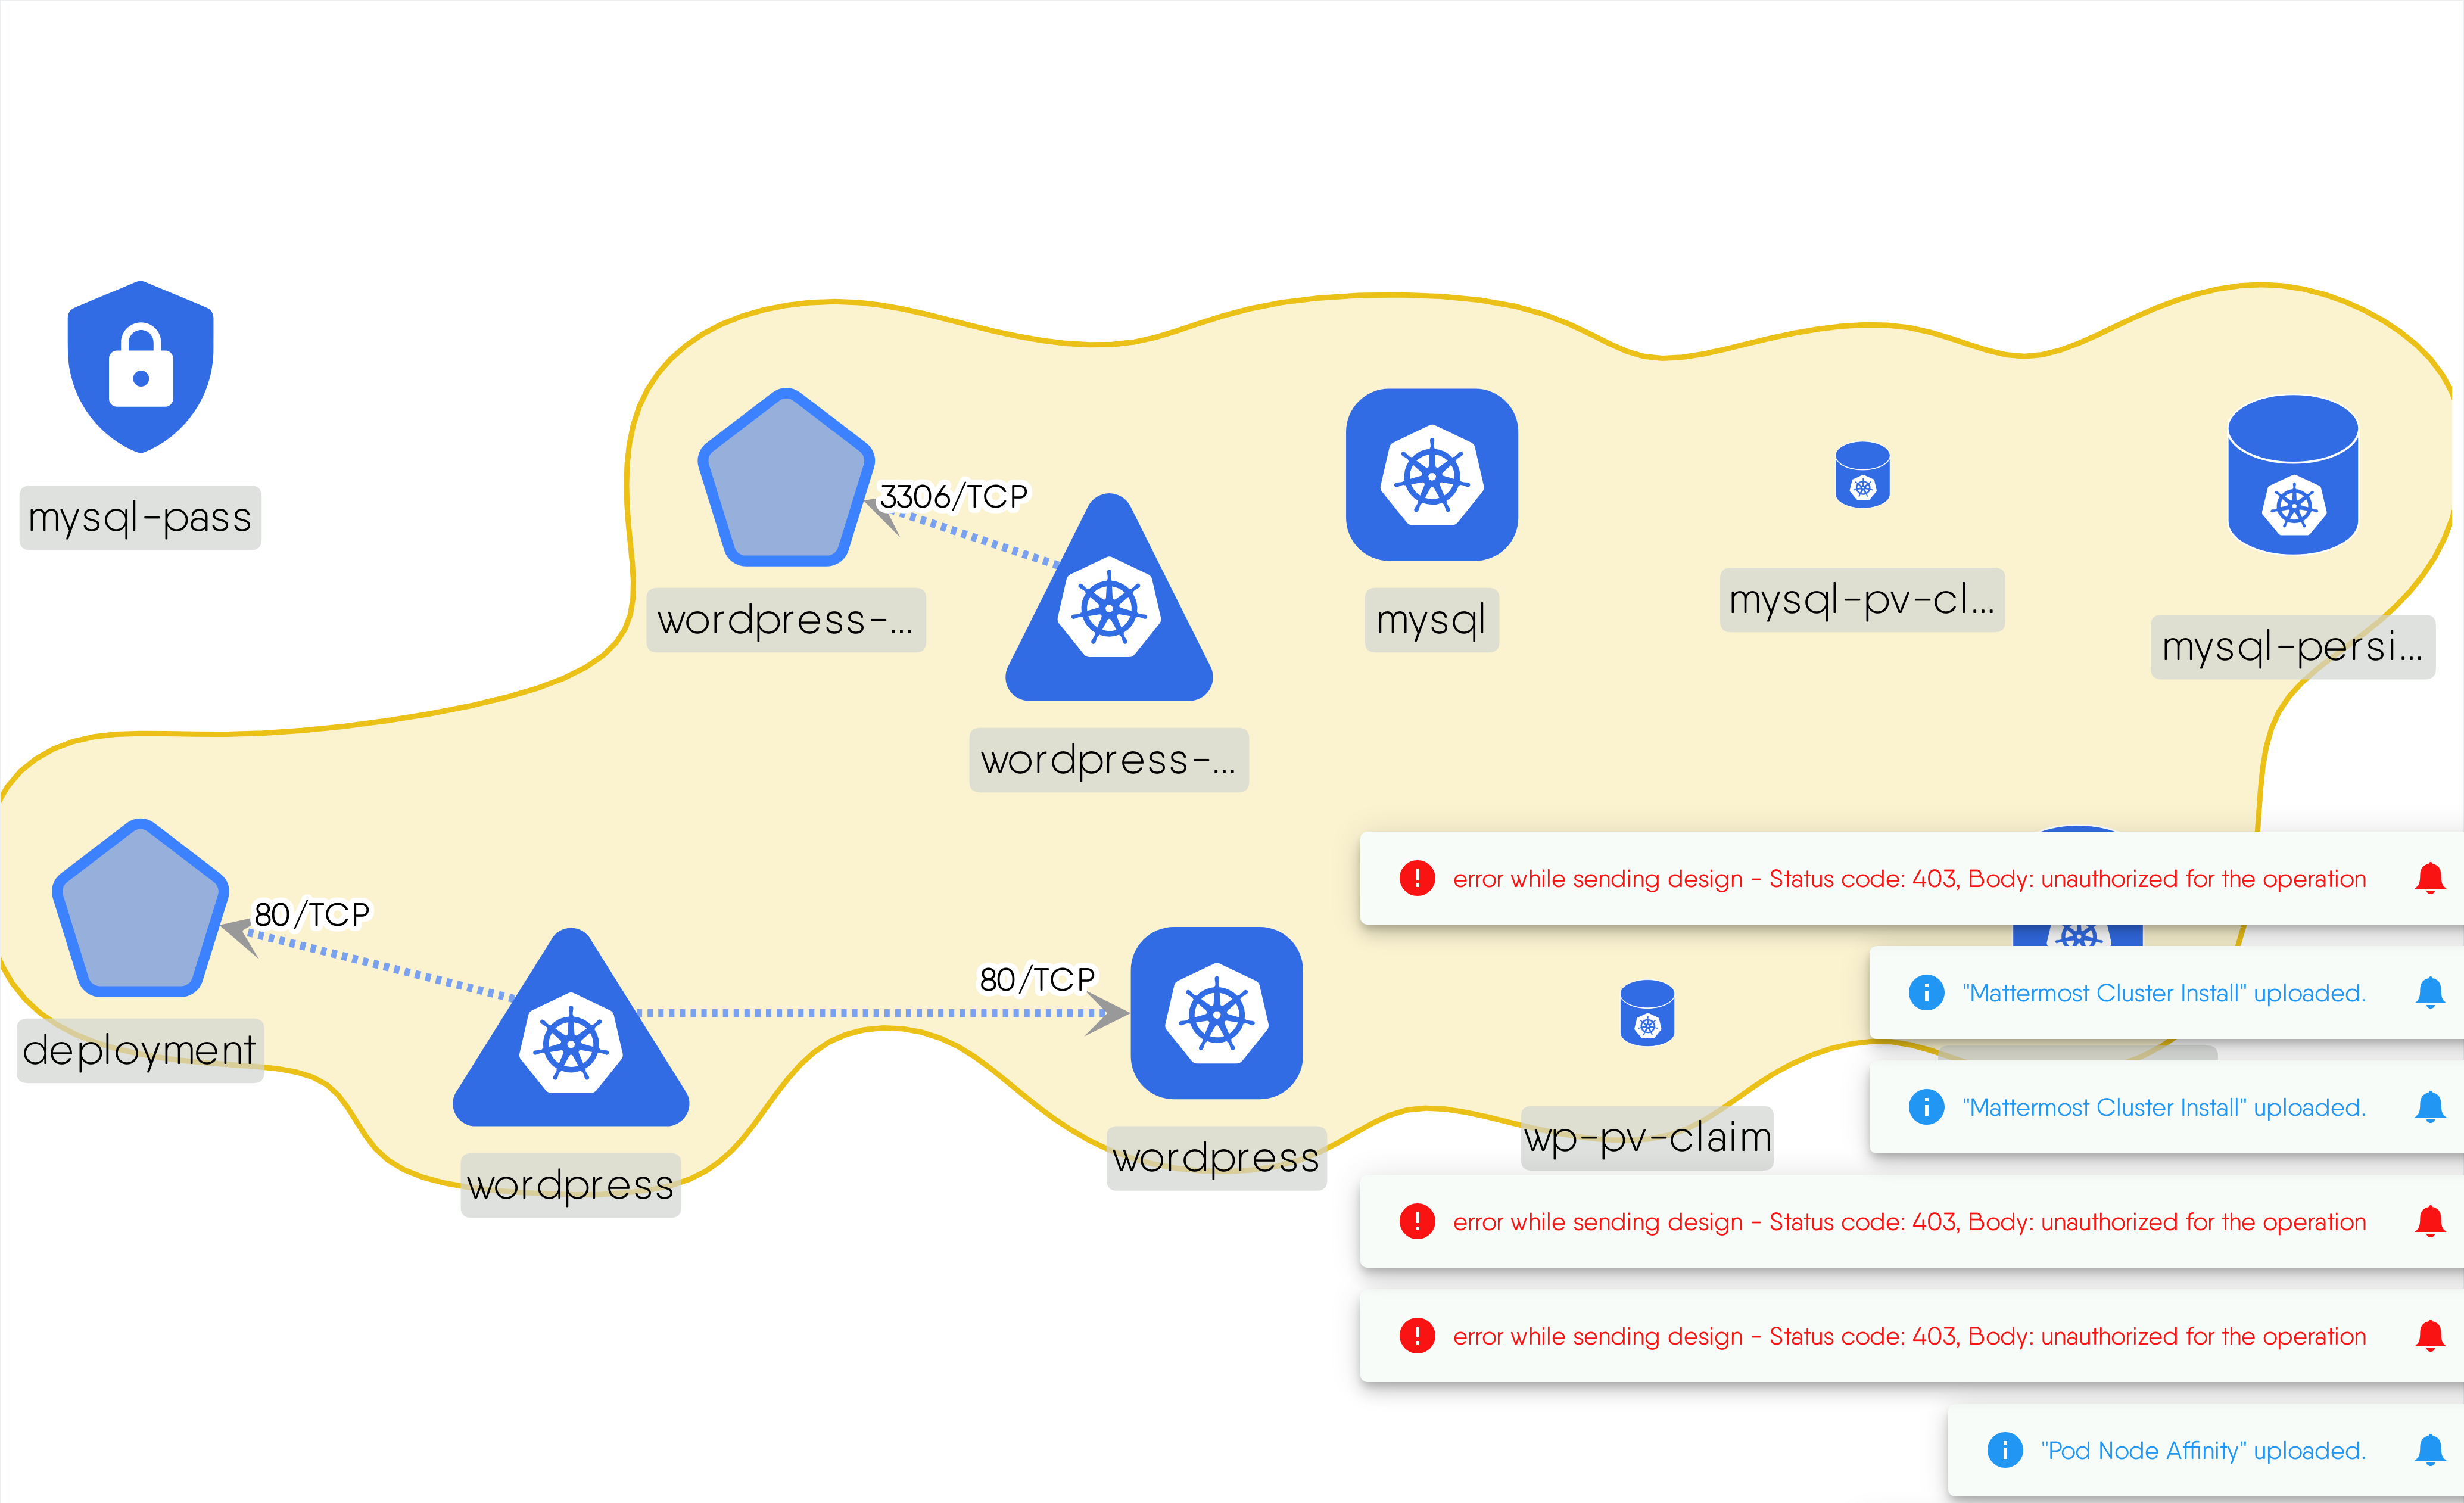 mysql-pass
3306/TCP
wordpress-...
mysql
mysql-pv-cl...
mysql-persi...
wordpress-...
80/TCP
deployment
80/TCP
wordpress
wordpress
wp-pv-claim
error while sending design - Status code: 403, Body: unauthorized for the operation
"Mattermost Cluster Install" uploaded.
"Mattermost Cluster Install" uploaded.
error while sending design - Status code: 403, Body: unauthorized for the operation
error while sending design - Status code: 403, Body: unauthorized for the operation
"Pod Node Affinity" uploaded.